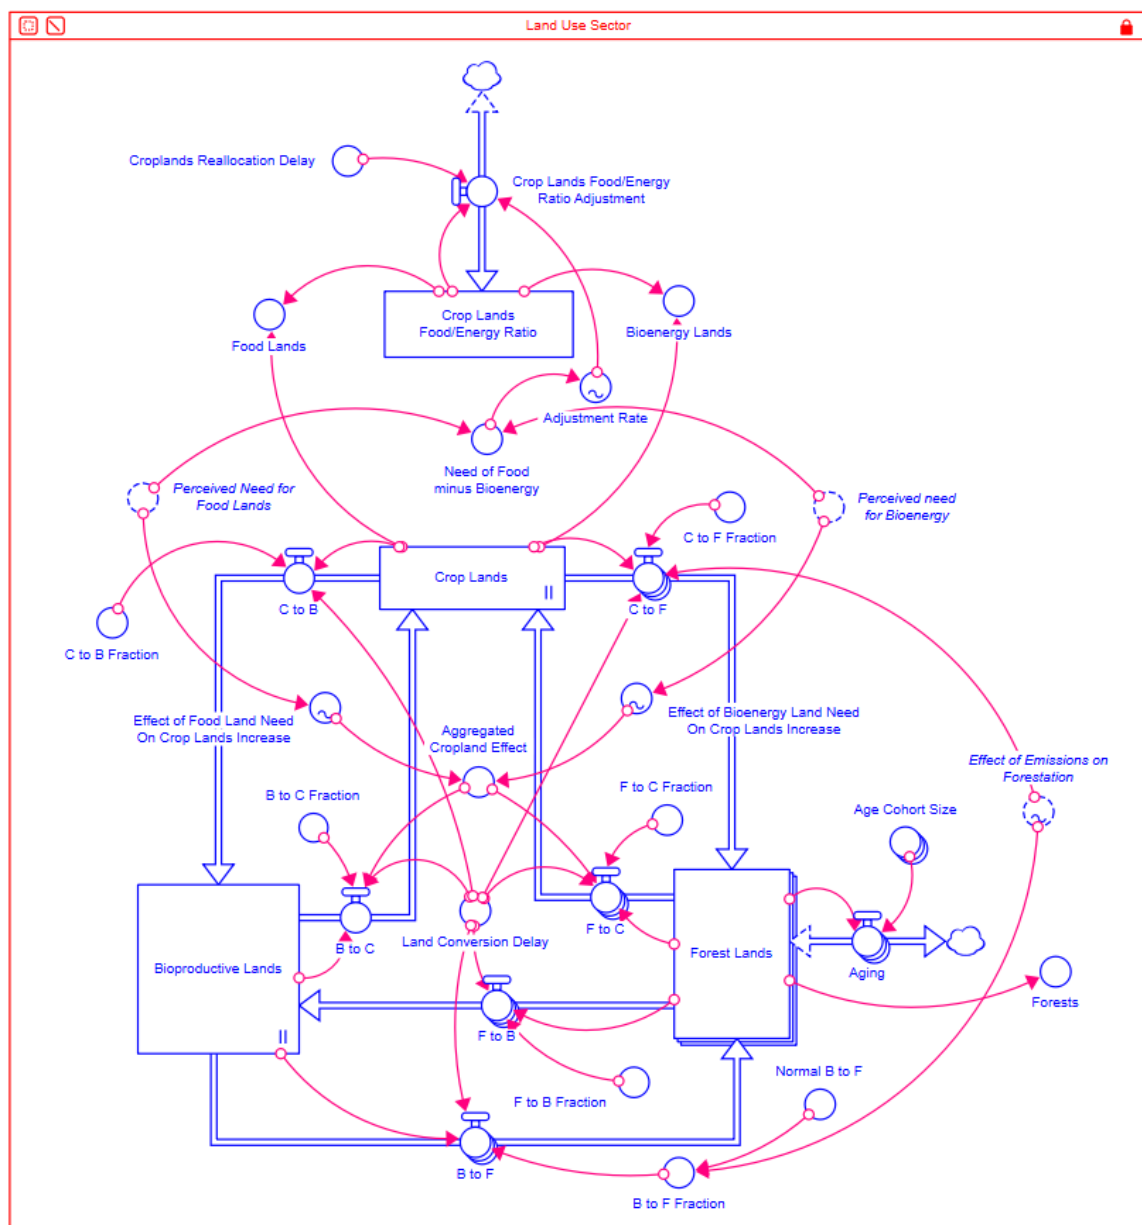 Land Use Sector
Croplands Reallocation Delay
Crop Lands Food/Energy
Ratio Adjustment
Crop Lands
Food/Energy Ratio
Food Lands
Bioenergy Lands
Adjustment Rate
Need of Food
minus Bioenergy
Perceived Need for
Food Lands
Perceived need
for Bioenergy
C to F Fraction
Crop Lands
C to B
C to F
C to B Fraction
Effect of Food Land Need
On Crop Lands Increase
Aggregated
Cropland Effect
Effect of Bioenergy Land Need
On Crop Lands Increase
Effect of Emissions on
Forestation
B to C Fraction
F to C Fraction
Age Cohort Size
B to C
Land Conversion Delay
F to C
Bioproductive Lands
Forest Lands
Aging
Forests
F to B
F to B Fraction
Normal B to F
B to F
B to F Fraction